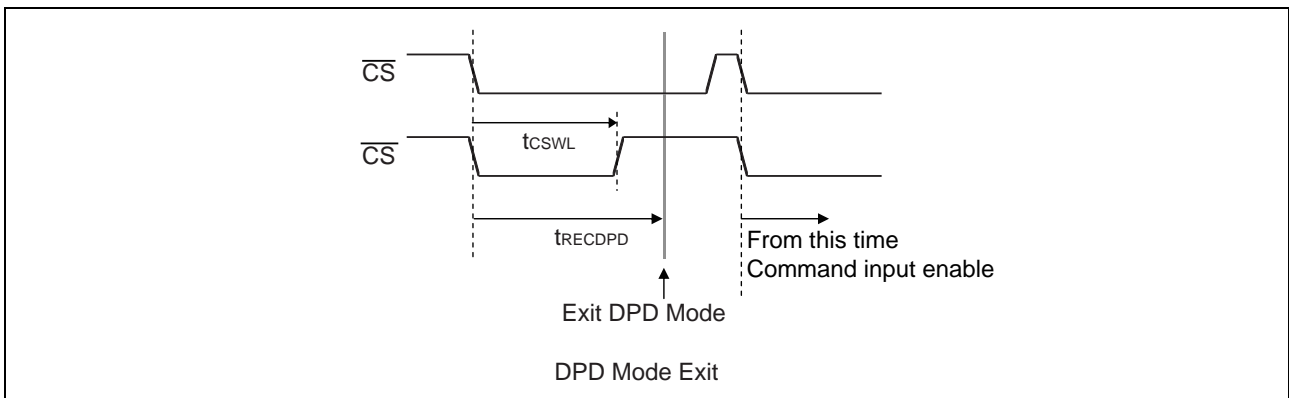 CS
tCSWL
CS
tRECDPD
From this time
Command input enable
Exit DPD Mode
DPD Mode Exit